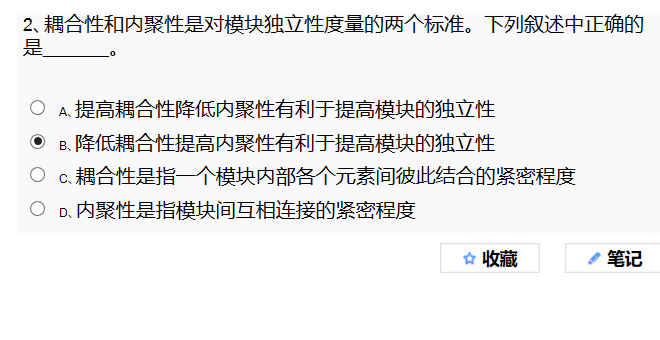 2、耦合性和内聚性是对模块独立性度量的两个标准。下列叙述中正确的
是______。
A、提高耦合性降低内聚性有利于提高模块的独立性
B、降低耦合性提高内聚性有利于提高模块的独立性
C、耦合性是指一个模块内部各个元素间彼此结合的紧密程度
D、内聚性是指模块间互相连接的紧密程度
收藏
笔记